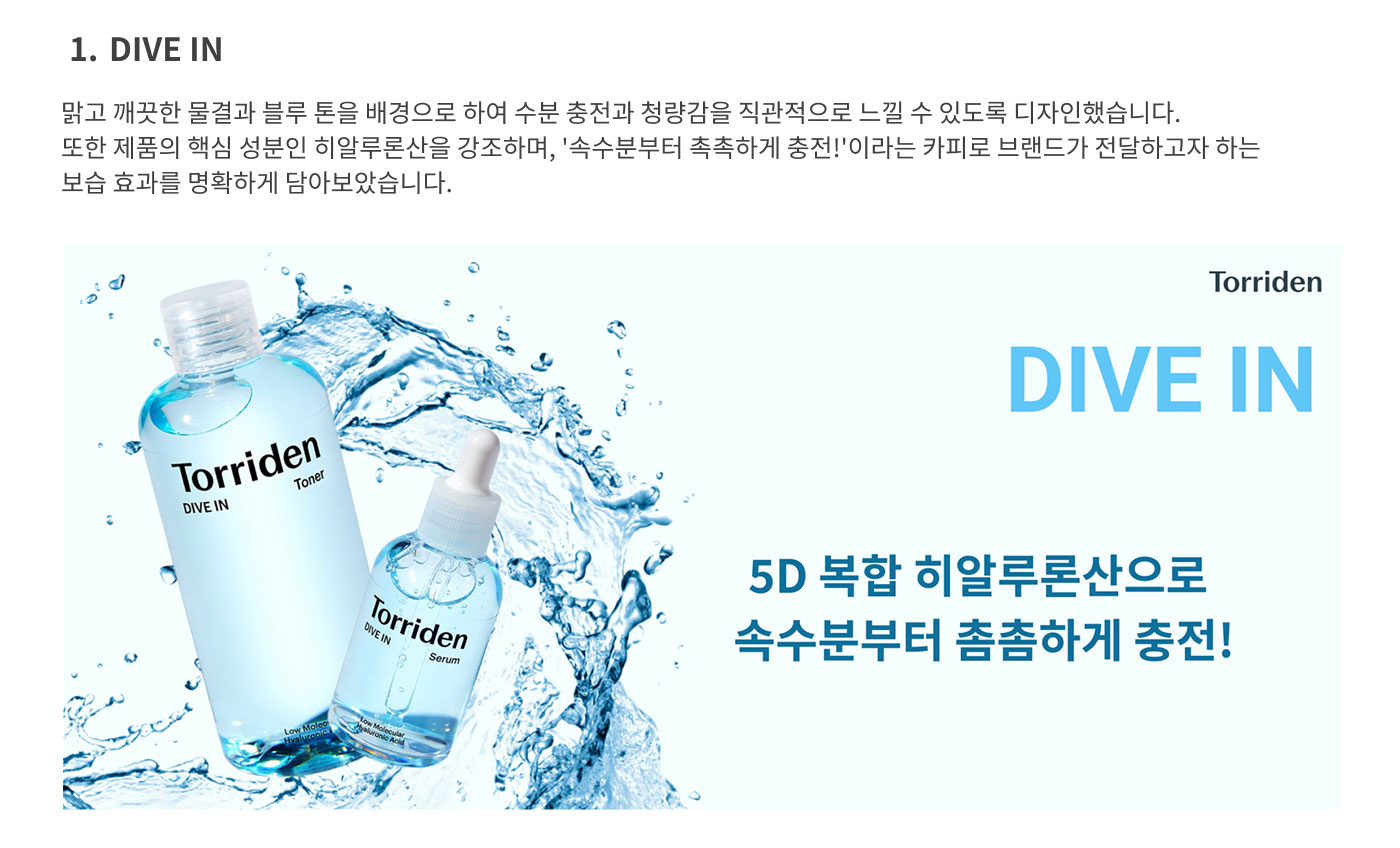 1. DIVE IN
맑고 깨끗한 물결과 블루 톤을 배경으로 하여 수분 충전과 청량감을 직관적으로 느낄 수 있도록 디자인했습니다.
또한 제품의 핵심 성분인 히알루론산을 강조하며, '속수분부터 촉촉하게 충전!'이라는 카피로 브랜드가 전달하고자 하는
보습 효과를 명확하게 담아보았습니다.
Torriden
DIVE IN
Torriden
DIVE IN
Toner
Low Molec
Hyaluronic A
Torriden
DIVE IN
Serum
Low Molecular
Hyaluronic Acid
5D 복합 히알루론산으로
속수분부터 촘촘하게 충전!